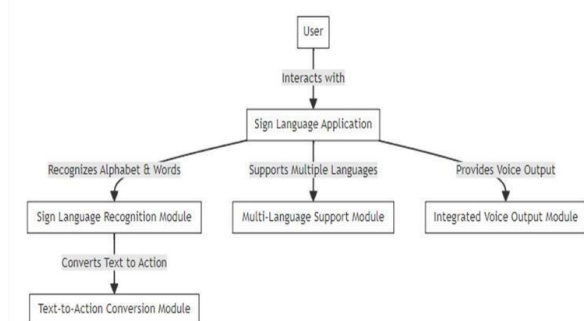 User
Interacts with
Sign Language Application
Recognizes Alphabet & Words
Supports Multiple Languages
Provides Voice Output
Sign Language Recognition Module
Multi-Language Support Module
Integrated Voice Output Module
Converts Text to Action
Text-to-Action Conversion Module